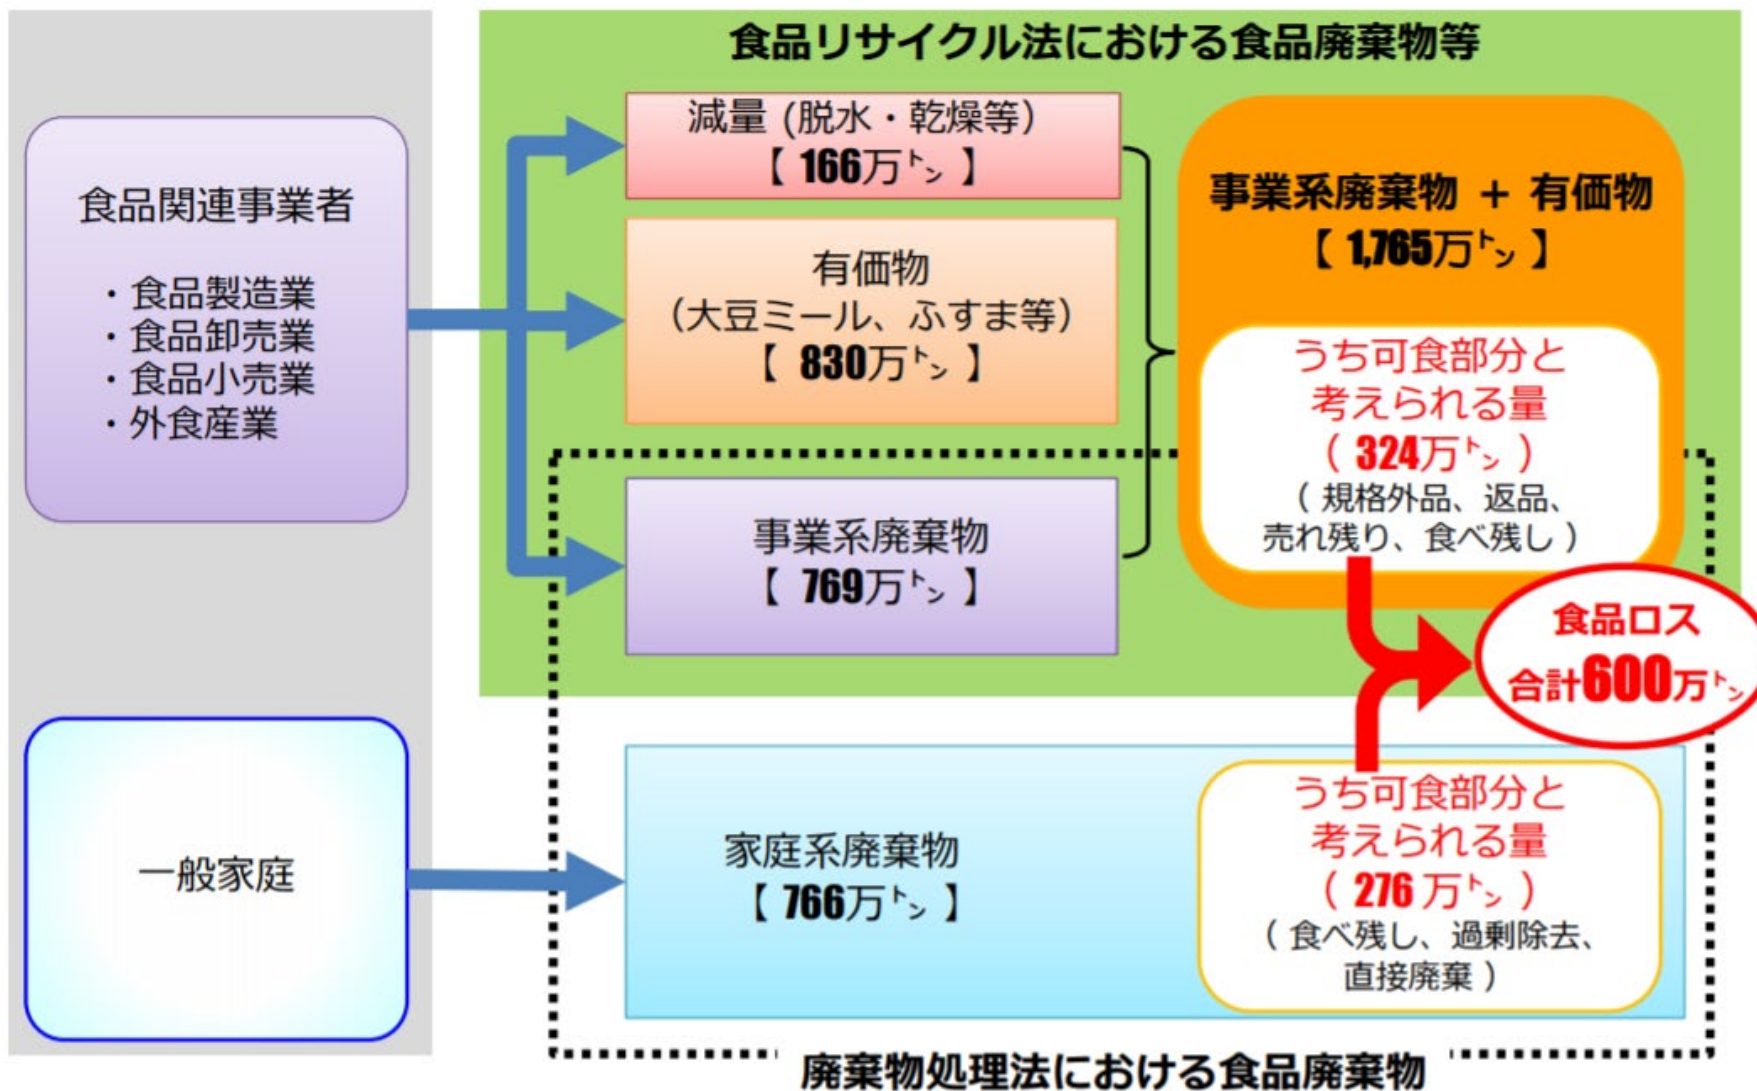 食品リサイクル法における食品廃棄物等
食品関連事業者
・食品製造業
・食品卸売業
・食品小売業
・外食産業
減量 (脱水・乾燥等)
【 166万㌧ 】
有価物
（大豆ミール、ふすま等）
【 830万㌧ 】
事業系廃棄物
【 769万㌧ 】
事業系廃棄物 + 有価物
【 1,765万㌧ 】
うち可食部分と
考えられる量
（ 324万㌧ ）
（ 規格外品、返品、
売れ残り、食べ残し ）
食品ロス
合計600万㌧
一般家庭
家庭系廃棄物
【 766万㌧ 】
うち可食部分と
考えられる量
（ 276 万㌧ ）
（ 食べ残し、過剰除去、
直接廃棄 ）
廃棄物処理法における食品廃棄物